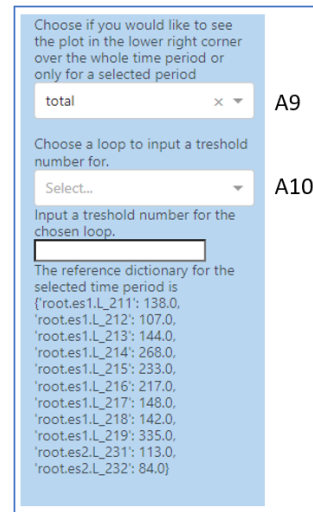 Choose if you would like to see
the plot in the lower right corner
over the whole time period or
only for a selected period
total × A9
Choose a loop to input a treshold
number for.
Select... A10
Input a treshold number for the
chosen loop.
The reference dictionary for the
selected time period is
{'root.es1.L_211': 138.0,
'root.es1.L_212': 107.0,
'root.es1.L_213': 144.0,
'root.es1.L_214': 268.0,
'root.es1.L_215': 233.0,
'root.es1.L_216': 217.0,
'root.es1.L_217': 148.0,
'root.es1.L_218': 142.0,
'root.es1.L_219': 335.0,
'root.es2.L_231': 113.0,
'root.es2.L_232': 84.0}